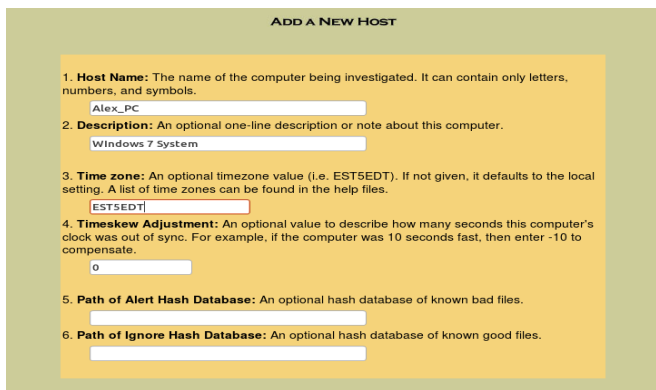 ADD A NEW HOST
1. Host Name: The name of the computer being investigated. It can contain only letters,
numbers, and symbols.
Alex_PC
2. Description: An optional one-line description or note about this computer.
WIndows 7 System
3. Time zone: An optional timezone value (i.e. EST5EDT). If not given, it defaults to the local
setting. A list of time zones can be found in the help files.
EST5EDT
4. Timeskew Adjustment: An optional value to describe how many seconds this computer's
clock was out of sync. For example, if the computer was 10 seconds fast, then enter -10 to
compensate.
0
5. Path of Alert Hash Database: An optional hash database of known bad files.
6. Path of Ignore Hash Database: An optional hash database of known good files.